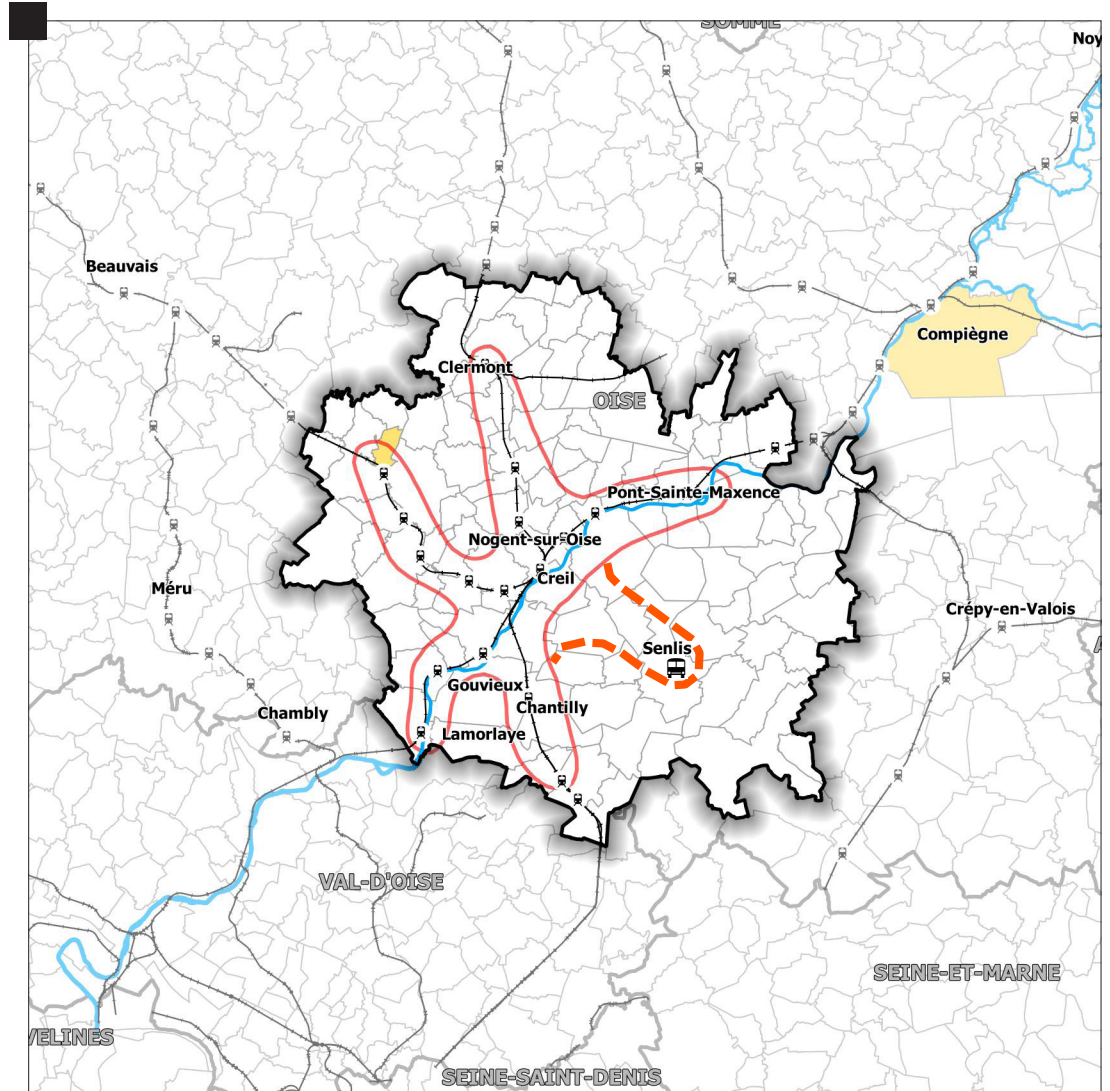 SOMME
Noy
Beauvais
Compiègne
Clermont
OISE
Pont-Sainte-Maxence
Nogent-sur-Oise
Creil
Méru
Crépy-en-Valois
Senlis
Gouvieux
Chantilly
Chambly
Lamorlaye
VAL-D'OISE
SEINE-ET-MARNE
VELINES
SEINE-SAINT-DENIS